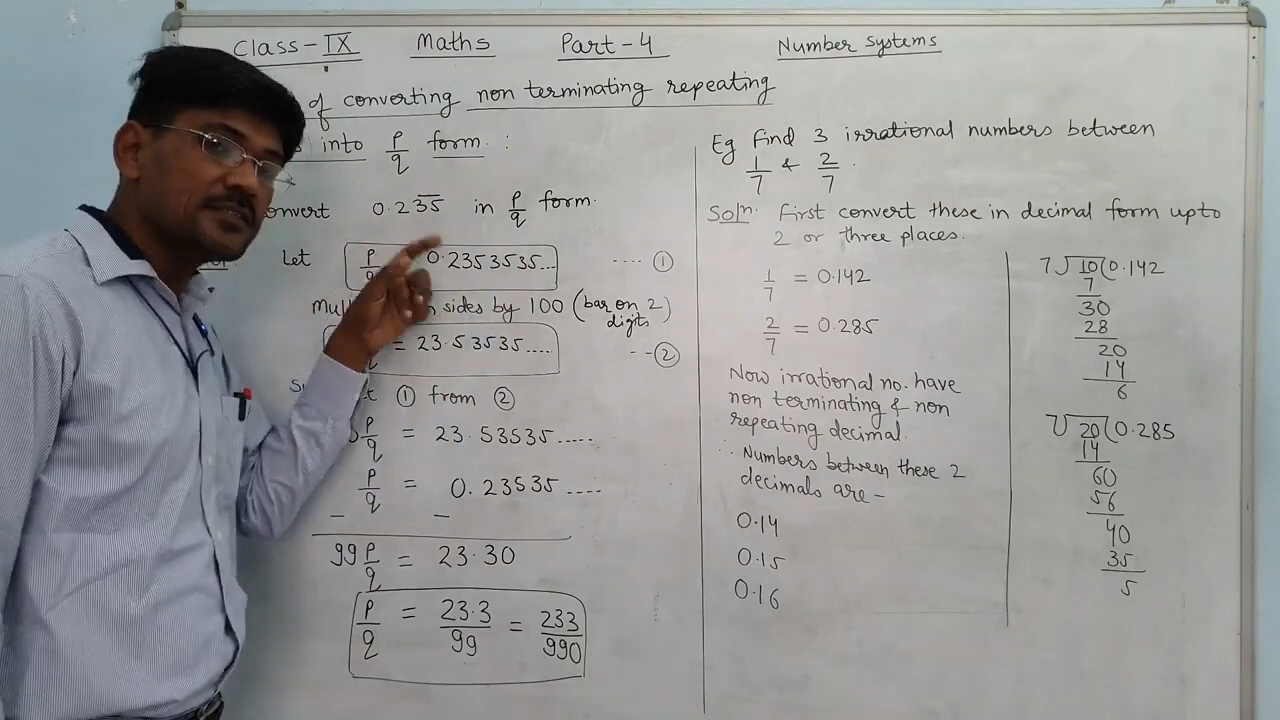 Class-IX Maths Part-4 Number Systems
of converting non terminating repeating
into p/q form :
onvert 0.2\overline{35} in p/q form.
Let p 0.2353535... ---- ①
sides by 100 (bar on 2 digits)
= 23.53535..... --②
① from ②
p/q = 23.53535.....
p/q = 0.23535....
– –
99 p/q = 23.30
p/q = 23.3/99 = 233/990
Eg Find 3 irrational numbers between
1/7 & 2/7.
Soln. First convert these in decimal form upto
2 or three places.
1/7 = 0.142
2/7 = 0.285
Now irrational no. have
non terminating & non
repeating decimal.
∴ Numbers between these 2
decimals are –
0.14
0.15
0.16
7√10(0.142
7
30
28
20
14
6
7√20(0.285
14
60
56
40
35
5